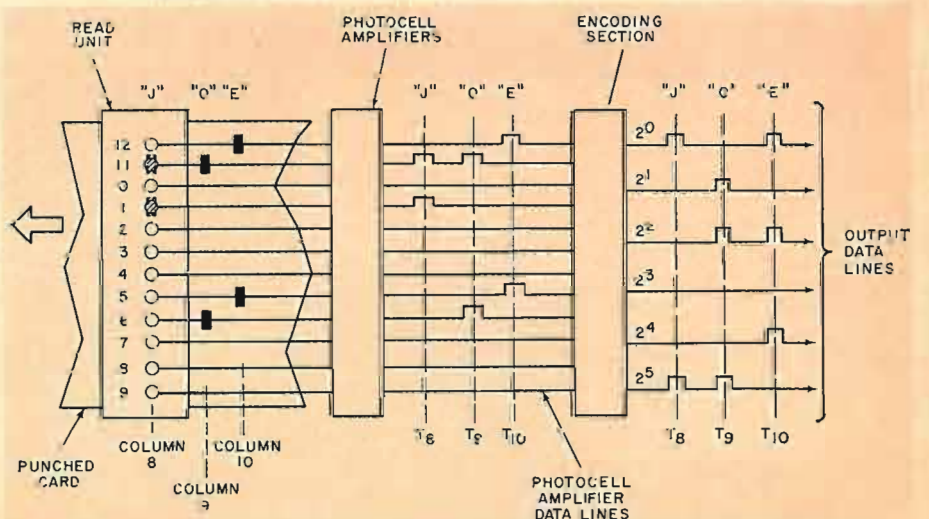 READ
UNIT
PHOTOCELL
AMPLIFIERS
ENCODING
SECTION
"J" "O" "E"
"J" "O" "E"
"J" "O" "E"
12
11
0
1
2
3
4
5
6
7
8
9
2⁰
2¹
2²
2³
2⁴
2⁵
OUTPUT
DATA
LINES
COLUMN
8
COLUMN
10
COLUMN
9
T8 T9 T10
T8 T9 T10
PUNCHED
CARD
PHOTOCELL
AMPLIFIER
DATA LINES